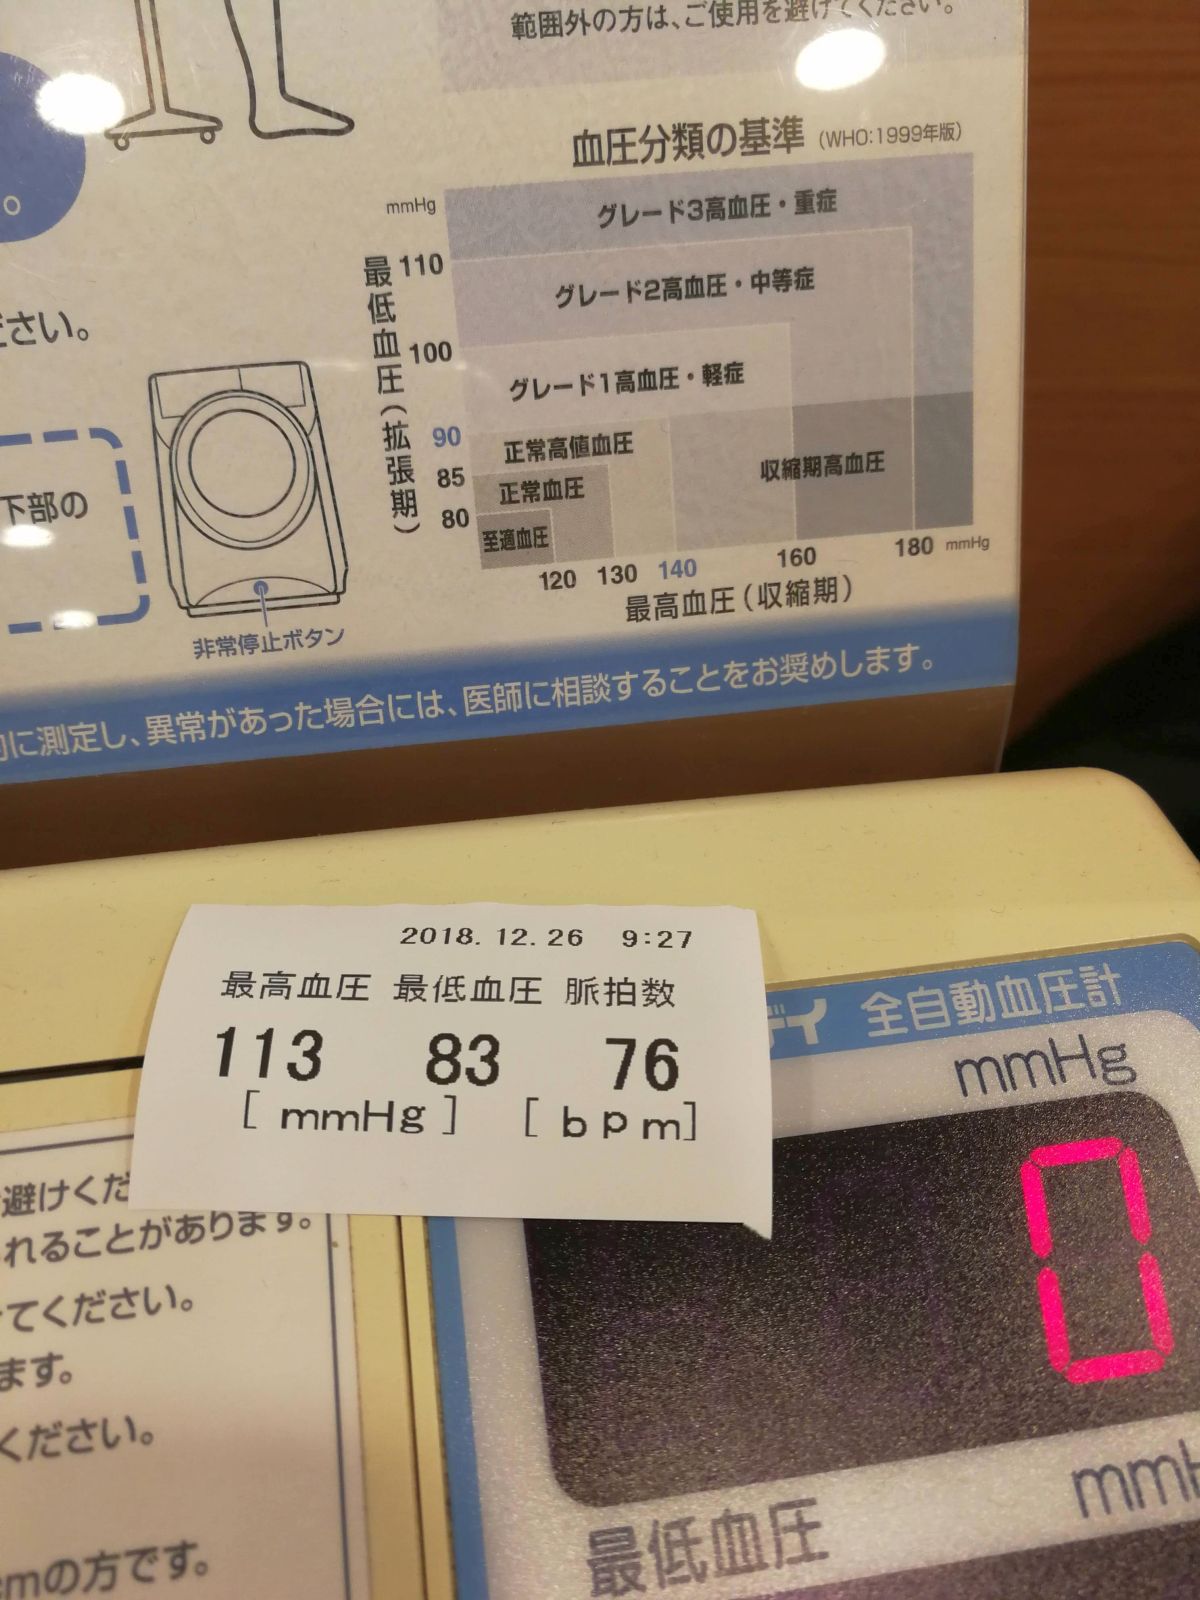 範囲外の方は、ご使用を避けてください。
血圧分類の基準 (WHO:1999年版)
mmHg
グレード3高血圧・重症
110
グレード2高血圧・中等症
100
グレード1高血圧・軽症
90
正常高値血圧
収縮期高血圧
85
正常血圧
80
至適血圧
120 130 140 160 180 mmHg
最低血圧(拡張期)
最高血圧(収縮期)
。
ださい。
下部の
非常停止ボタン
に測定し、異常があった場合には、医師に相談することをお奨めします。
2018.12.26 9:27
最高血圧 最低血圧 脈拍数
113 83 76
[mmHg] [bpm]
デイ 全自動血圧計
mmHg
0
避けくだ
れることがあります。
てください。
ます。
ください。
cmの方です。
mmH
最低血圧